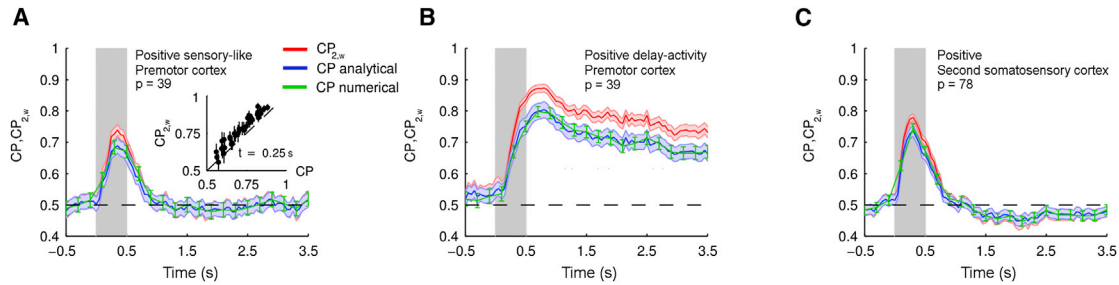 A
Positive sensory-like
Premotor cortex
p = 39
CP2,w
CP analytical
CP numerical
1
0.9
0.8
0.7
0.6
0.5
0.4
CP,CP2,w
−0.5 0 0.5 1.5 2.5 3.5
Time (s)
1
0.75
0.5
CP2,w
t = 0.25 s
0.5 0.75 1
CP
B
Positive delay-activity
Premotor cortex
p = 39
1
0.9
0.8
0.7
0.6
0.5
0.4
CP,CP2,w
−0.5 0 0.5 1.5 2.5 3.5
Time (s)
C
Positive
Second somatosensory cortex
p = 78
1
0.9
0.8
0.7
0.6
0.5
0.4
CP,CP2,w
−0.5 0 0.5 1.5 2.5 3.5
Time (s)